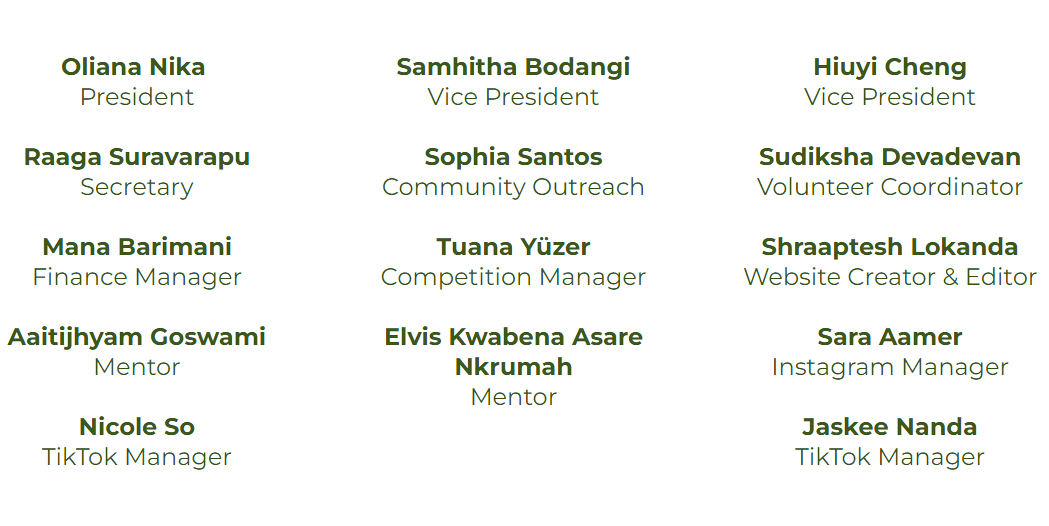 Oliana Nika
President
Samhitha Bodangi
Vice President
Hiuyi Cheng
Vice President
Raaga Suravarapu
Secretary
Sophia Santos
Community Outreach
Sudiksha Devadevan
Volunteer Coordinator
Mana Barimani
Finance Manager
Tuana Yüzer
Competition Manager
Shraaptesh Lokanda
Website Creator & Editor
Aaitijhyam Goswami
Mentor
Elvis Kwabena Asare
Nkrumah
Mentor
Sara Aamer
Instagram Manager
Nicole So
TikTok Manager
Jaskee Nanda
TikTok Manager